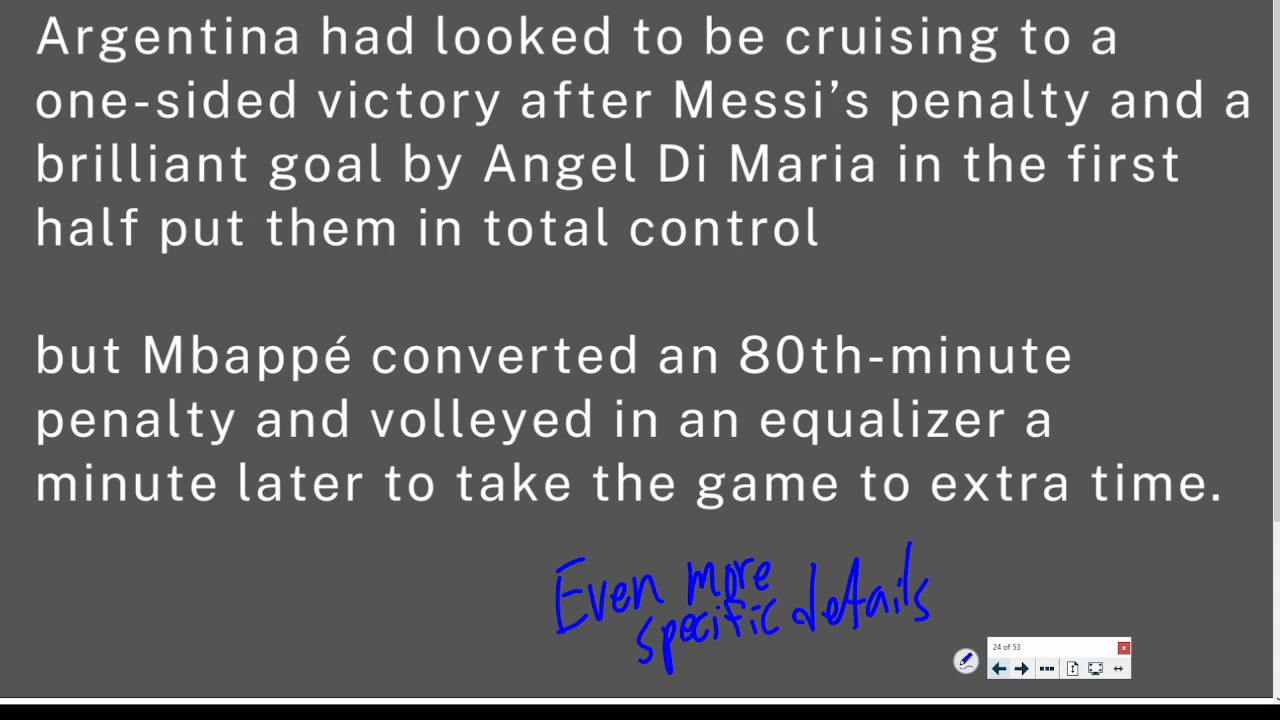 Argentina had looked to be cruising to a
one-sided victory after Messi’s penalty and a
brilliant goal by Angel Di Maria in the first
half put them in total control
but Mbappé converted an 80th-minute
penalty and volleyed in an equalizer a
minute later to take the game to extra time.
Even more
specific details
24 of 53
x